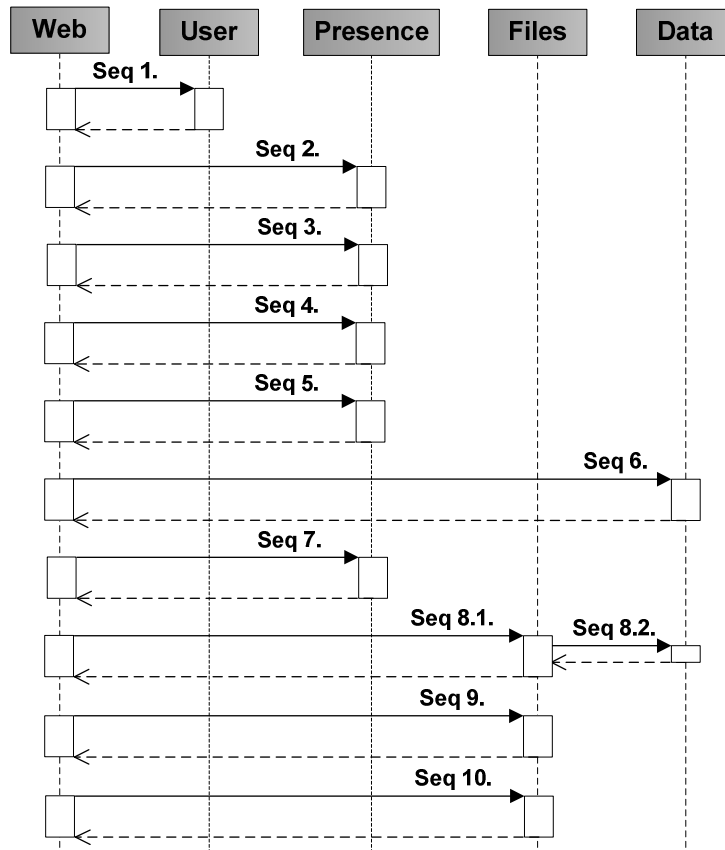 Web User Presence Files Data
Seq 1.
Seq 2.
Seq 3.
Seq 4.
Seq 5.
Seq 6.
Seq 7.
Seq 8.1. Seq 8.2.
Seq 9.
Seq 10.